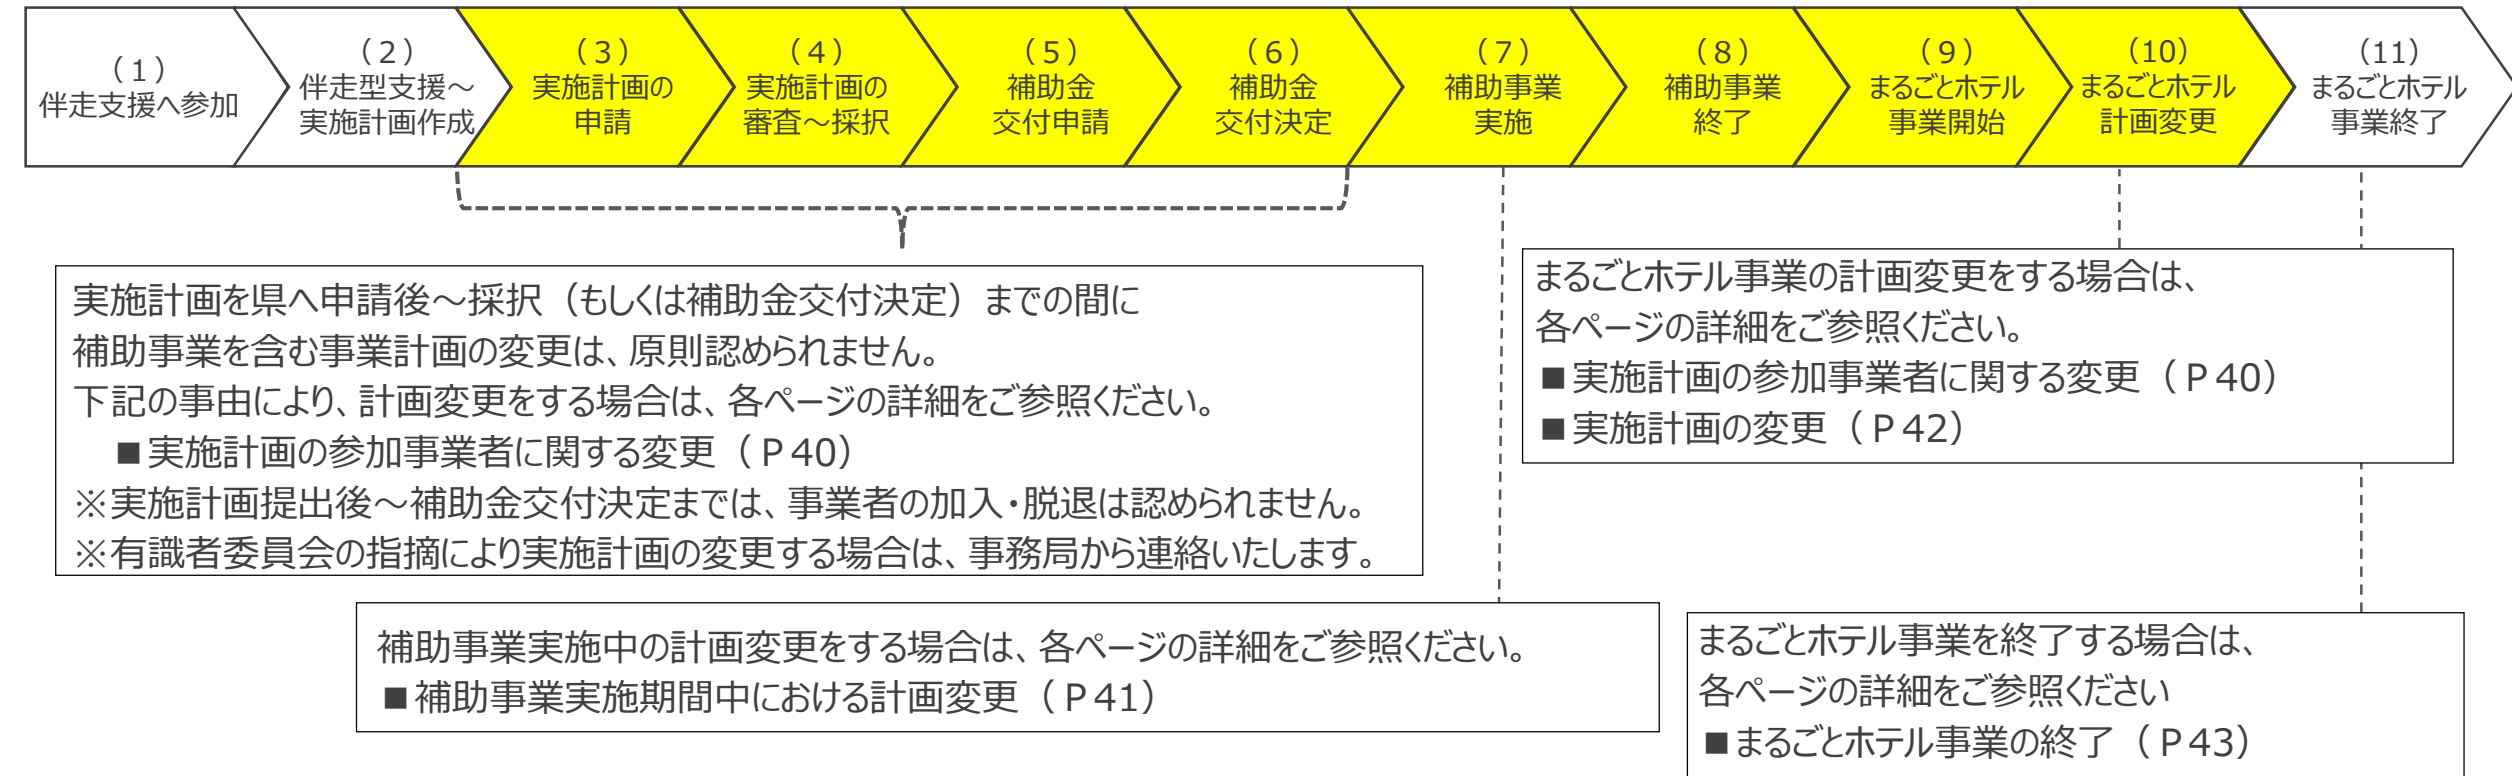 （１）
伴走支援へ参加
（２）
伴走型支援～
実施計画作成
（３）
実施計画の
申請
（４）
実施計画の
審査～採択
（５）
補助金
交付申請
（６）
補助金
交付決定
（７）
補助事業
実施
（８）
補助事業
終了
（９）
まるごとホテル
事業開始
（10）
まるごとホテル
計画変更
（11）
まるごとホテル
事業終了
実施計画を県へ申請後～採択（もしくは補助金交付決定）までの間に
補助事業を含む事業計画の変更は、原則認められません。
下記の事由により、計画変更をする場合は、各ページの詳細をご参照ください。
■実施計画の参加事業者に関する変更（Ｐ40）
※実施計画提出後～補助金交付決定までは、事業者の加入・脱退は認められません。
※有識者委員会の指摘により実施計画の変更する場合は、事務局から連絡いたします。
まるごとホテル事業の計画変更をする場合は、
各ページの詳細をご参照ください。
■実施計画の参加事業者に関する変更（Ｐ40）
■実施計画の変更（Ｐ42）
補助事業実施中の計画変更をする場合は、各ページの詳細をご参照ください。
■補助事業実施期間中における計画変更（Ｐ41）
まるごとホテル事業を終了する場合は、
各ページの詳細をご参照ください
■まるごとホテル事業の終了（Ｐ43）